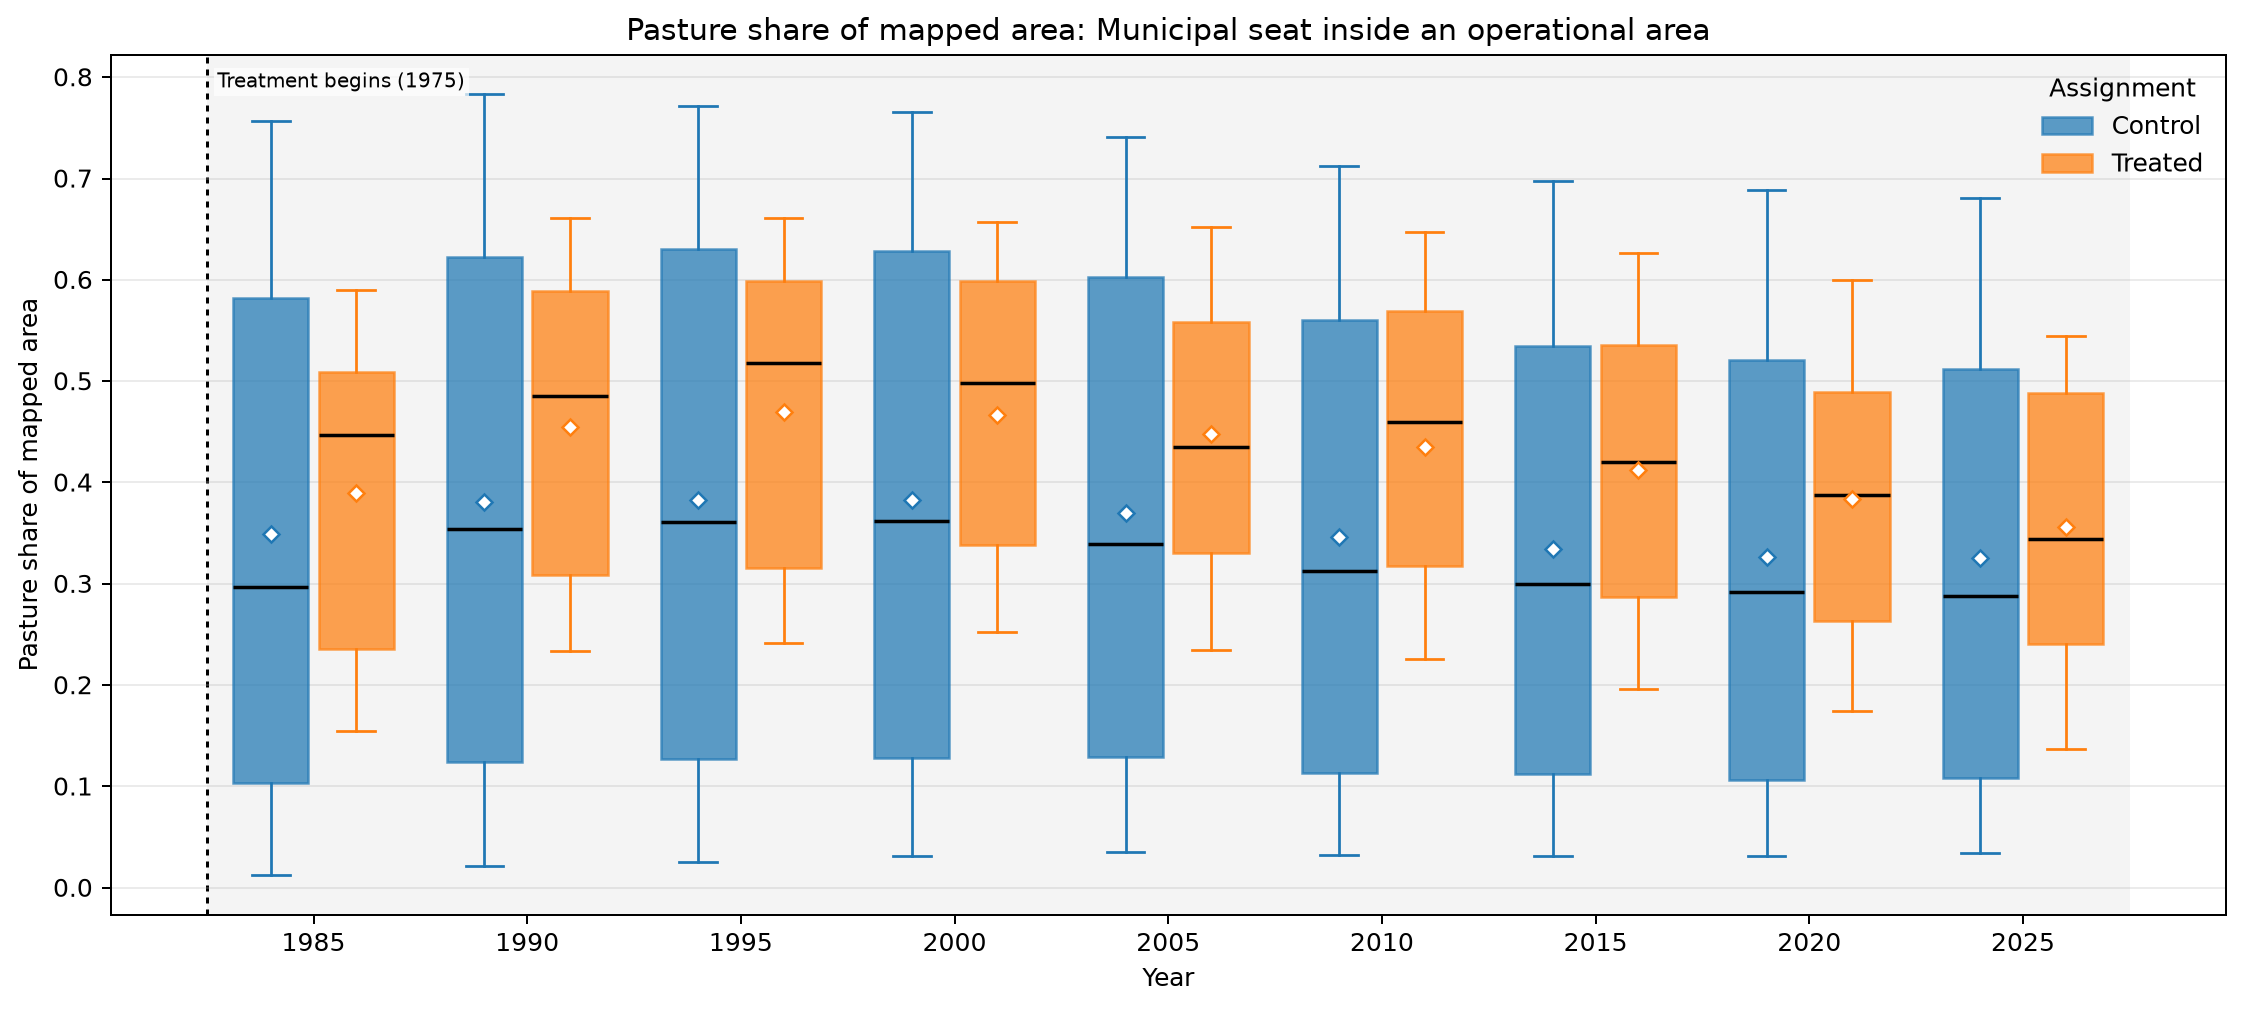 Pasture share of mapped area: Municipal seat inside an operational area
Treatment begins (1975)
Assignment
Control
Treated
Pasture share of mapped area
0.8
0.7
0.6
0.5
0.4
0.3
0.2
0.1
0.0
1985 1990 1995 2000 2005 2010 2015 2020 2025
Year